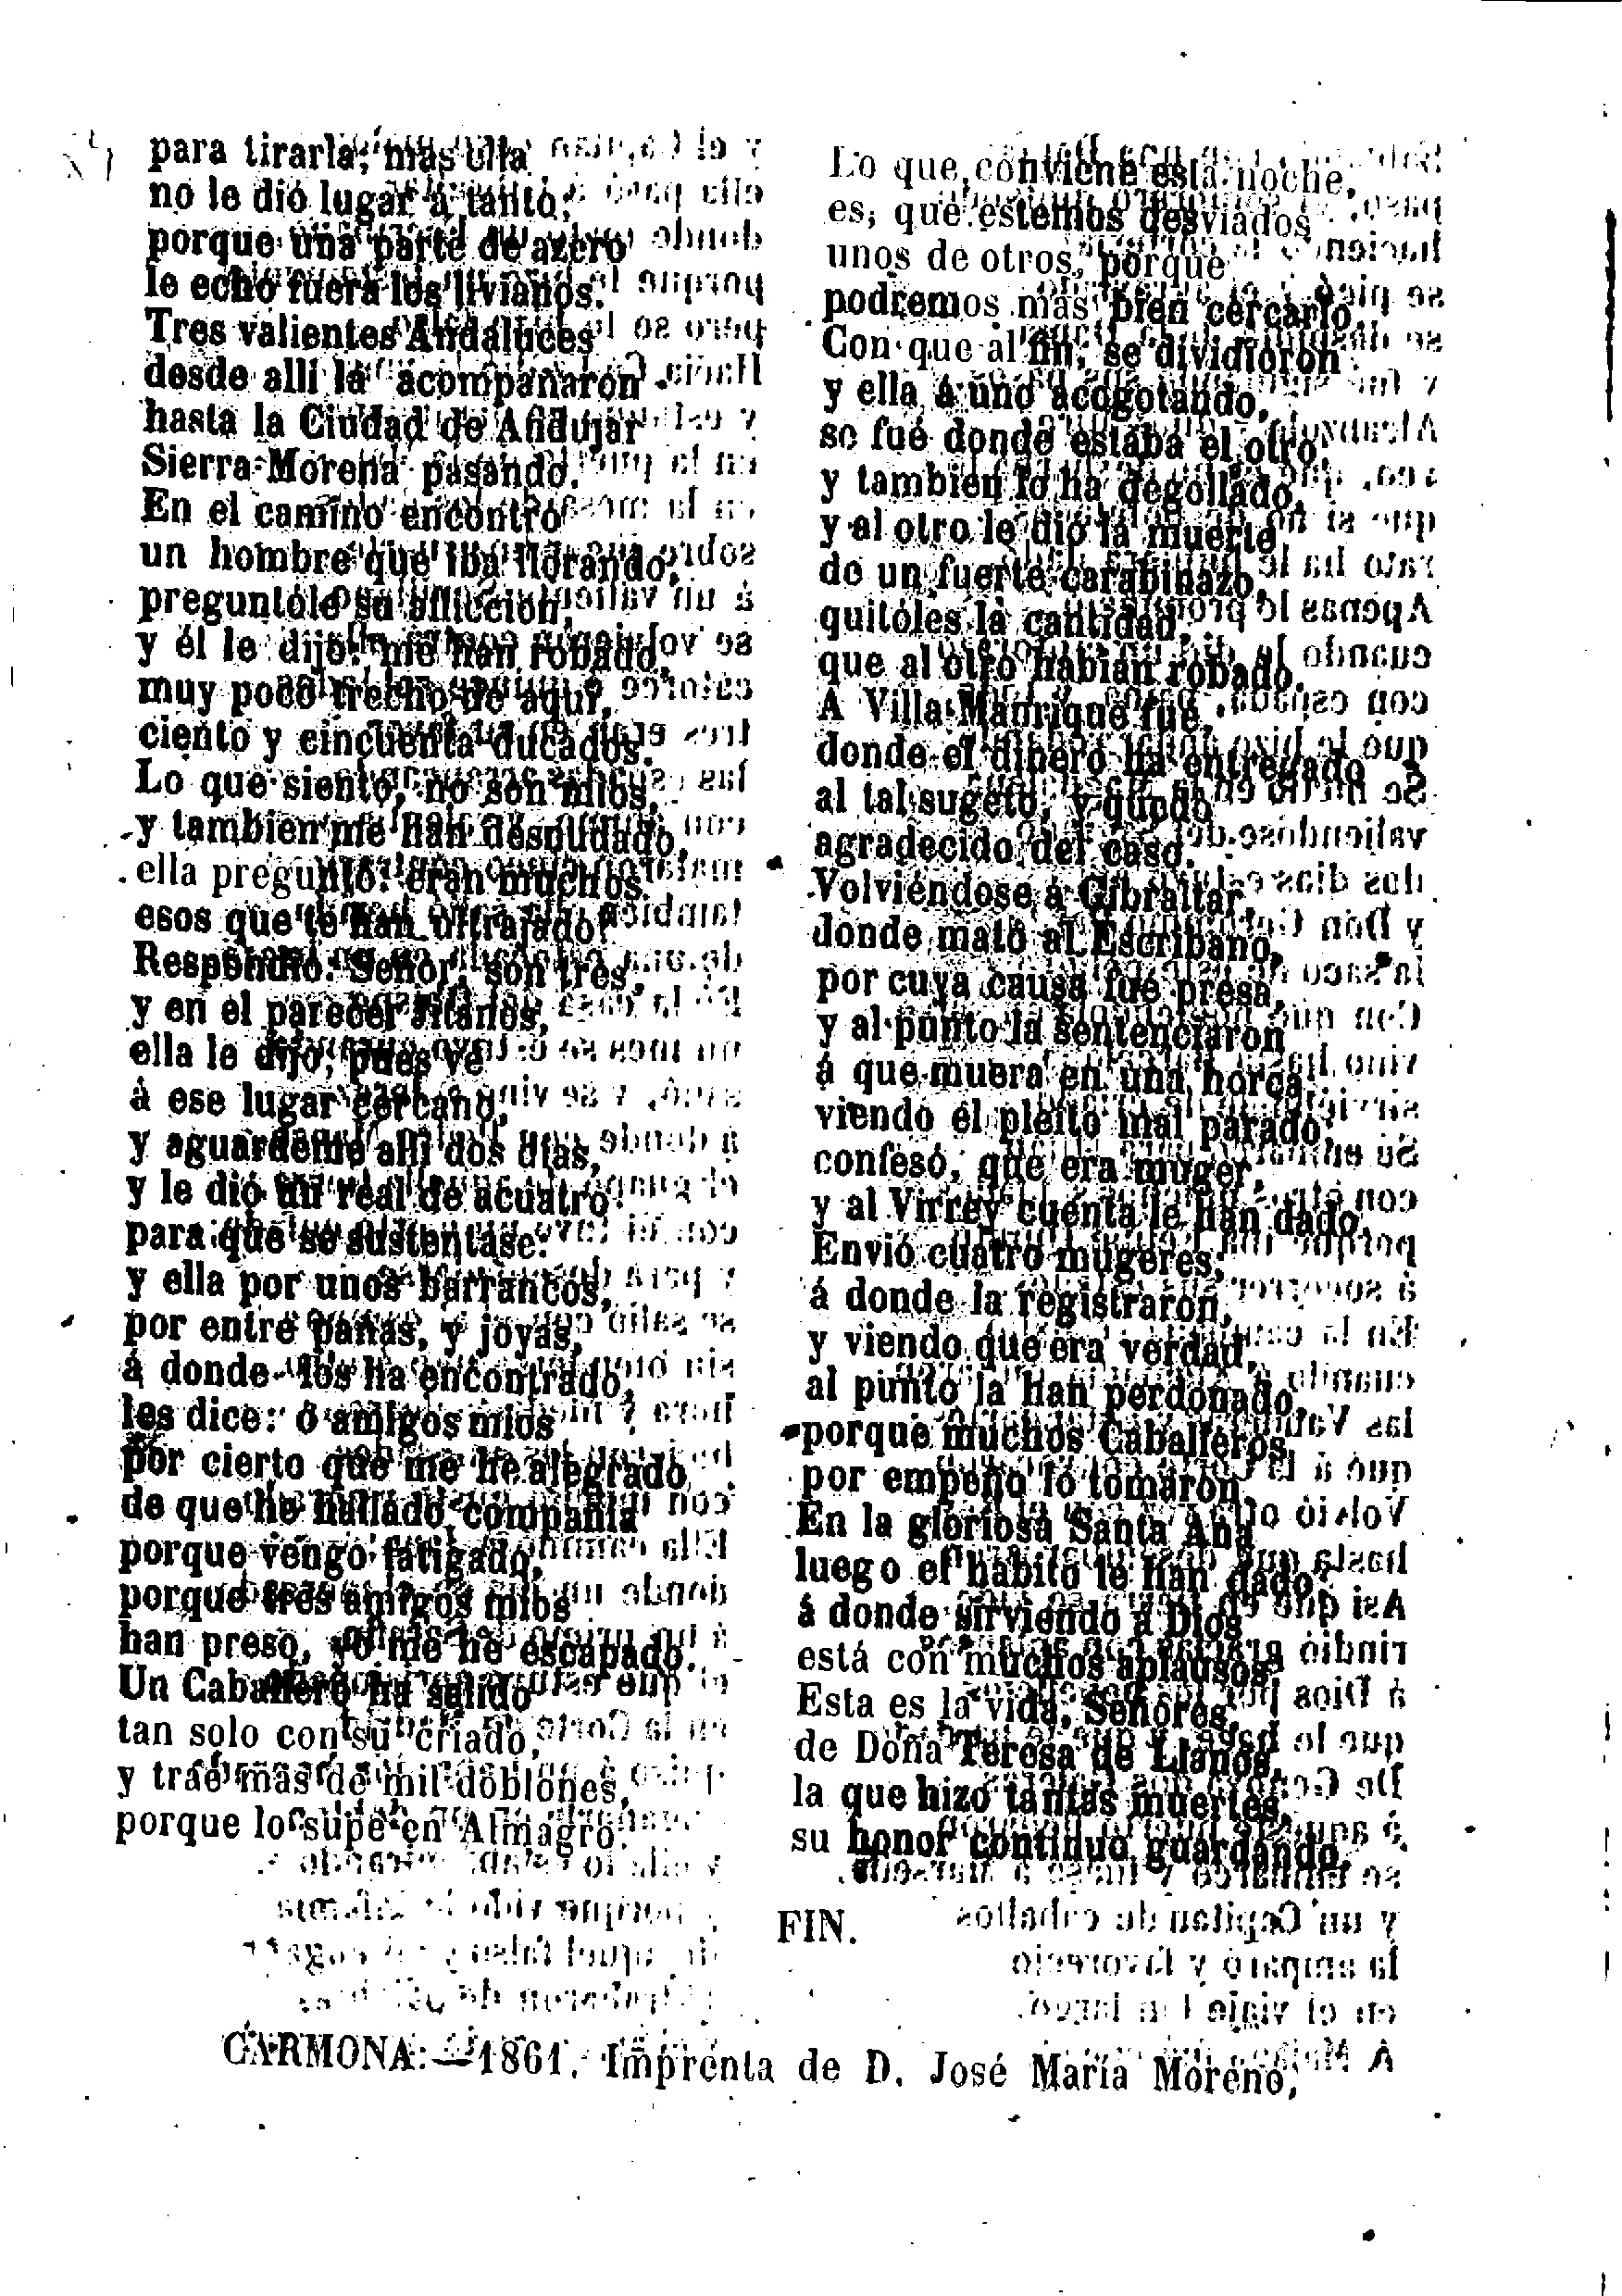 para tirarla, mas ella
no le dió lugar á tanto,
porque una parte de azero
le echó fuera los livianos.
Tres valientes Andaluces
desde alli la acompañaron
hasta la Ciudad de Andujar
Sierra-Morena pasando.
En el camino encontró
un hombre que iba llorando,
preguntóle su afliccion,
y él le dijo: me han robado,
muy poco trecho de aqui,
ciento y cincuenta ducados.
Lo que siento, no son mios,
y tambien me han desnudado,
ella preguntó: eran muchos
esos que te han ultrajado?
Respondió: Señor, son tres,
y en el parecer Jitanos,
ella le dijo, pues ve
á ese lugar cercano,
y aguardeme alli dos dias,
y le dió un real de acuatro
para que se sustentase:
y ella por unos barrancos,
por entre pañas, y joyas,
á donde los ha encontrado,
les dice: ó amigos mios
por cierto que me he alegrado
de que he hallado compañia
porque vengo fatigado,
porque tres amigos mios
han preso, yo me he escapado.
Un Caballero ha salido
tan solo con su criado,
y trae mas de mil doblones,
porque lo supe en Almagro.
Lo que conviene esta noche,
es, que estemos desviados
unos de otros, porque
podremos mas bien cercarlo.
Con que al fin, se dividieron
y ella á uno acogotando,
se fué donde estaba el otro,
y tambien lo ha degollado,
y al otro le dió la muerte
de un fuerte carabinazo,
quitóles la cantidad,
que al otro habian robado.
A Villa-Manrique fué,
donde el dinero ha entregado
al tal sugeto, y quedó
agradecido del caso.
Volviéndose á Gibraltar,
donde mató al Escribano,
por cuya causa fué presa,
y al punto la sentenciaron
á que muera en una horca,
viendo el pleito mal parado,
confesó, que era muger,
y al Virrey cuenta le han dado.
Envió cuatro mugeres,
á donde la registraron,
y viendo que era verdad,
al punto la han perdonado,
porque muchos Caballeros,
por empeño lo tomaron.
En la gloriosa Santa Ana
luego el habito le han dado
á donde sirviendo á Dios
está con muchos aplausos
Esta es la vida, Señores,
de Doña Teresa de Llanos,
la que hizo tantas muertes,
su honor continuo guardando.
FIN.
CARMONA:—1861. Imprenta de D. José María Moreno,